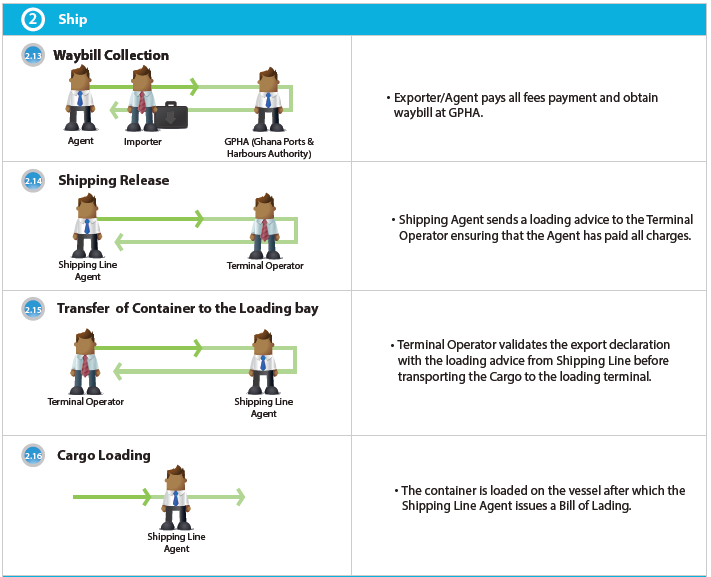 2 Ship
2.13 Waybill Collection
Agent
Importer
GPHA (Ghana Ports &
Harbours Authority)
• Exporter/Agent pays all fees payment and obtain
waybill at GPHA.
2.14 Shipping Release
Shipping Line
Agent
Terminal Operator
• Shipping Agent sends a loading advice to the Terminal
Operator ensuring that the Agent has paid all charges.
2.15 Transfer of Container to the Loading bay
Terminal Operator
Shipping Line
Agent
• Terminal Operator validates the export declaration
with the loading advice from Shipping Line before
transporting the Cargo to the loading terminal.
2.16 Cargo Loading
Shipping Line
Agent
• The container is loaded on the vessel after which the
Shipping Line Agent issues a Bill of Lading.